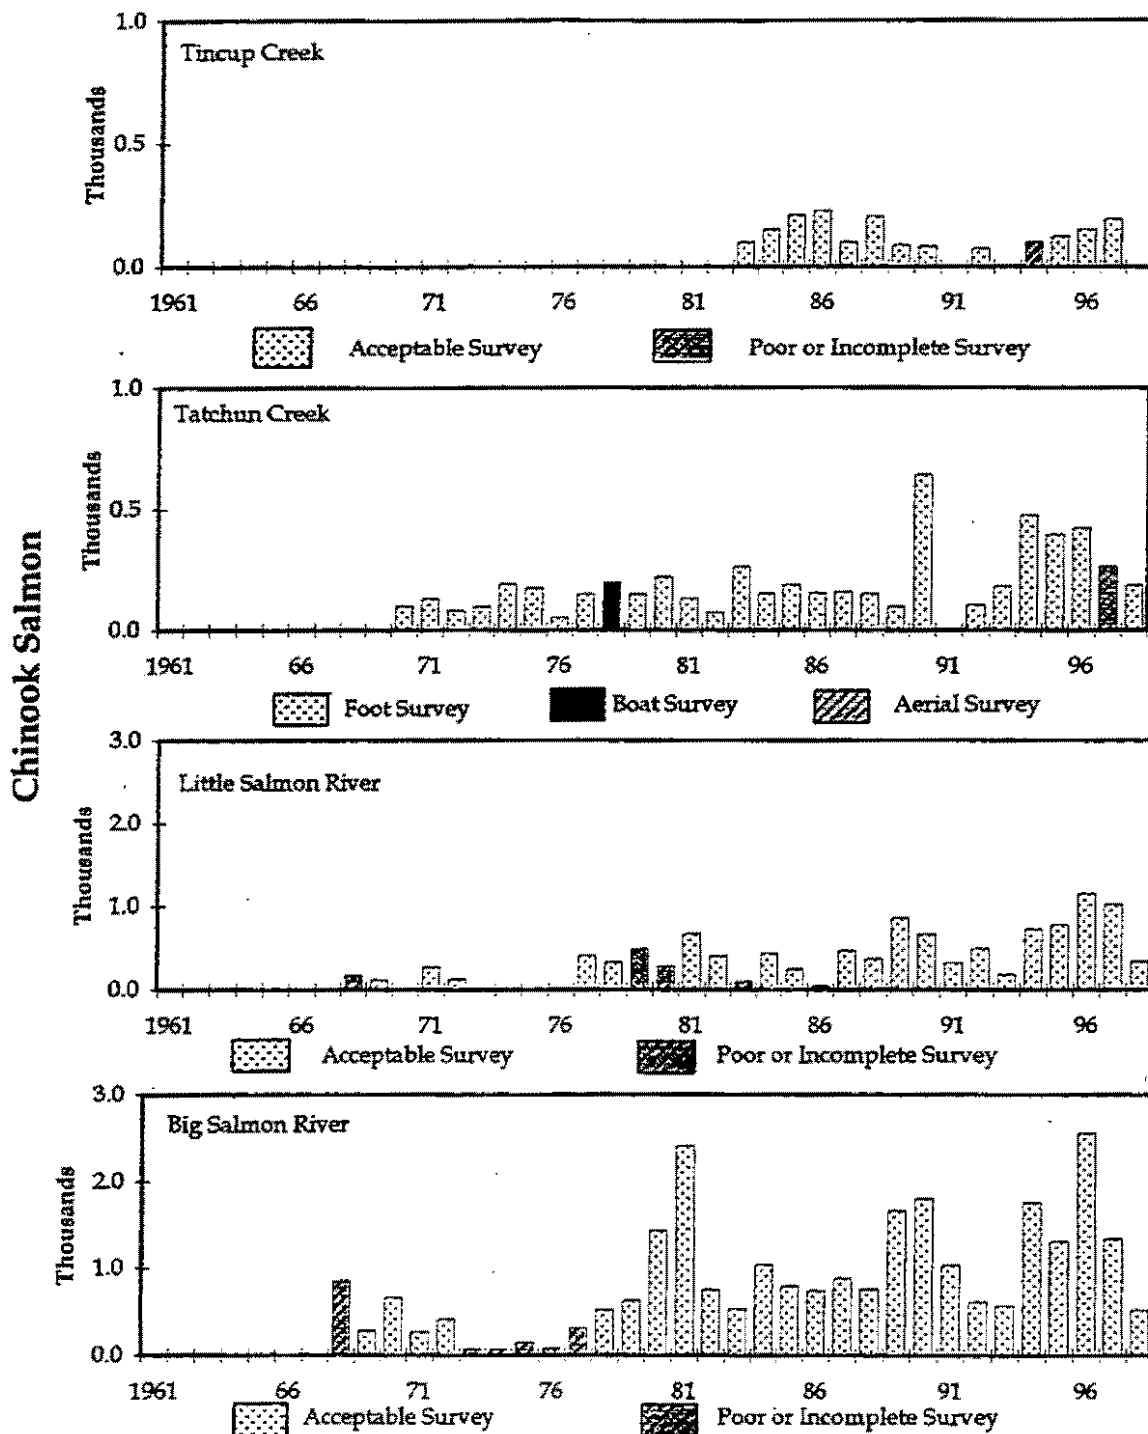 Chinook Salmon
1.0
Tincup Creek
Thousands
0.5
0.0
1961 66 71 76 81 86 91 96
Acceptable Survey Poor or Incomplete Survey
1.0
Tatchun Creek
Thousands
0.5
0.0
1961 66 71 76 81 86 91 96
Foot Survey Boat Survey Aerial Survey
3.0
Little Salmon River
2.0
Thousands
1.0
0.0
1961 66 71 76 81 86 91 96
Acceptable Survey Poor or Incomplete Survey
3.0
Big Salmon River
2.0
Thousands
1.0
0.0
1961 66 71 76 81 86 91 96
Acceptable Survey Poor or Incomplete Survey